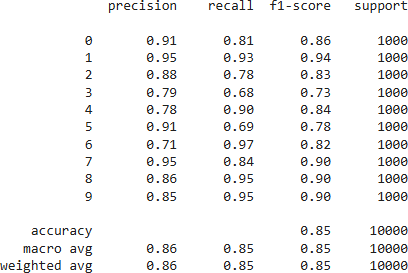 precision recall f1-score support
0 0.91 0.81 0.86 1000
1 0.95 0.93 0.94 1000
2 0.88 0.78 0.83 1000
3 0.79 0.68 0.73 1000
4 0.78 0.90 0.84 1000
5 0.91 0.69 0.78 1000
6 0.71 0.97 0.82 1000
7 0.95 0.84 0.90 1000
8 0.86 0.95 0.90 1000
9 0.85 0.95 0.90 1000
accuracy 0.85 10000
macro avg 0.86 0.85 0.85 10000
weighted avg 0.86 0.85 0.85 10000